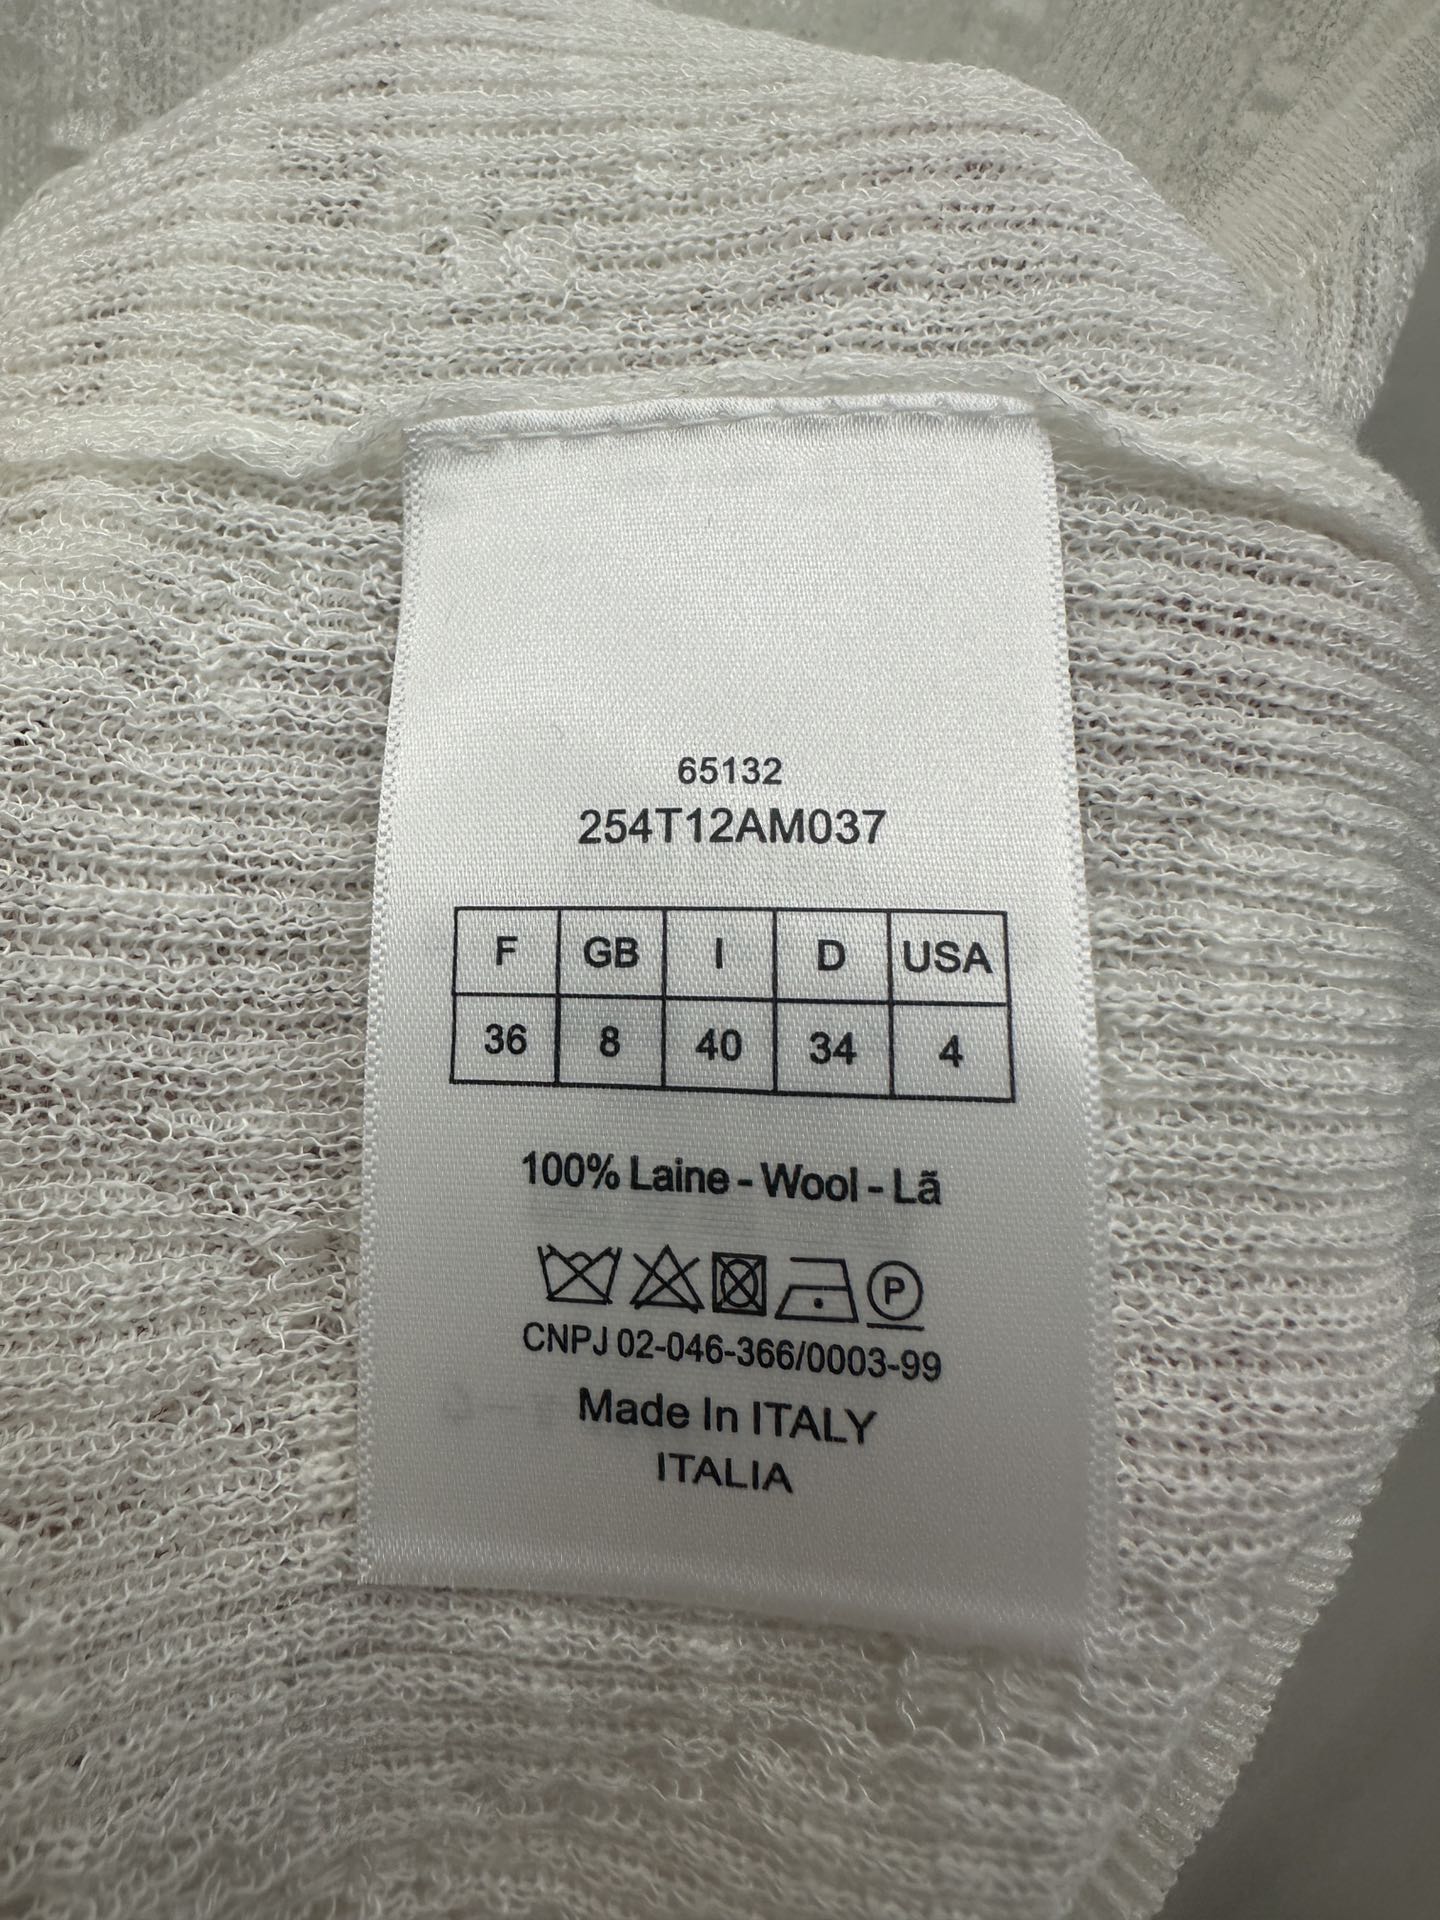 65132
254T12AM037
F GB I D USA
36 8 40 34 4
100% Laine - Wool - Lã
P
CNPJ 02-046-366/0003-99
Made In ITALY
ITALIA